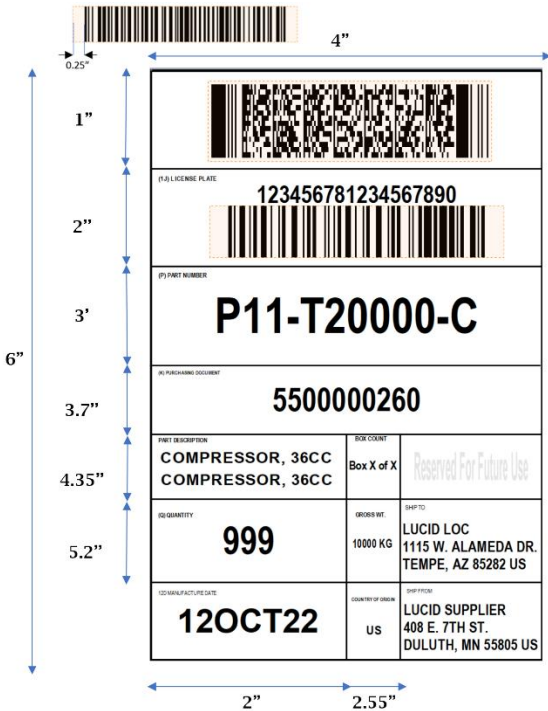 4"
0.25"
1"
(1J) LICENSE PLATE
123456781234567890
2"
(P) PART NUMBER
P11-T20000-C
3'
6"
(K) PURCHASING DOCUMENT
5500000260
3.7"
PART DESCRIPTION
COMPRESSOR, 36CC
COMPRESSOR, 36CC
BOX COUNT
Box X of X
Reserved For Future Use
4.35"
(Q) QUANTITY
999
GROSS WT.
10000 KG
SHIP TO
LUCID LOC
1115 W. ALAMEDA DR.
TEMPE, AZ 85282 US
5.2"
12D MANUFACTURE DATE
12OCT22
COUNTRY OF ORIGIN
US
SHIP FROM
LUCID SUPPLIER
408 E. 7TH ST.
DULUTH, MN 55805 US
2"
2.55"